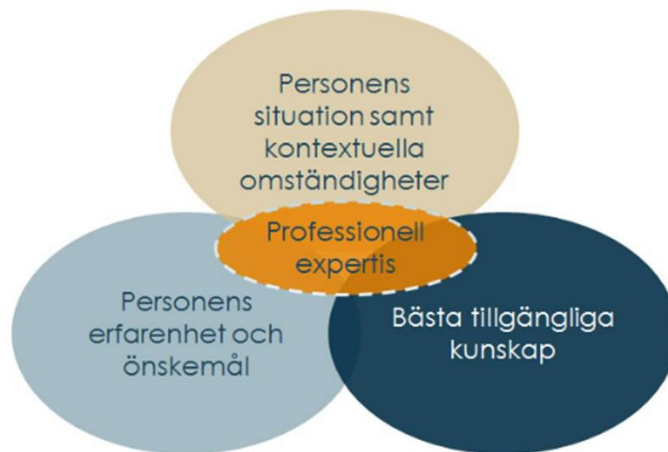 Personens
situation samt
kontextuella
omständigheter
Professionell
expertis
Personens
erfarenhet och
önskemål
Bästa tillgängliga
kunskap